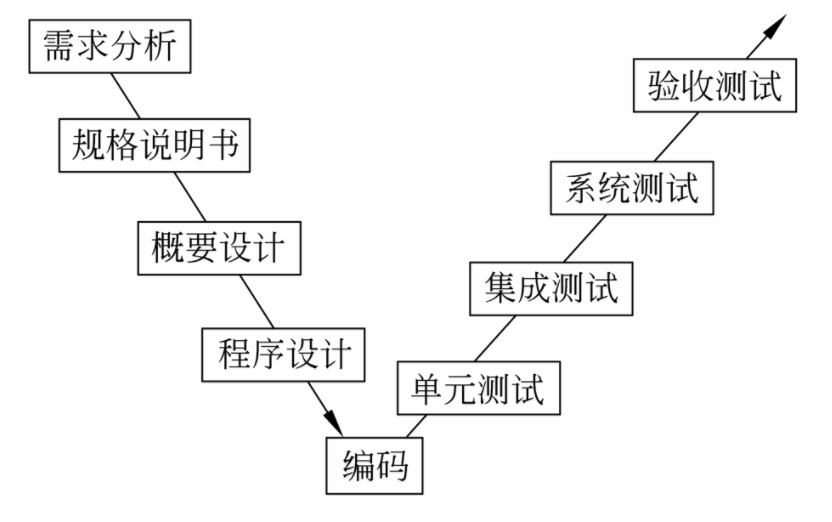 需求分析
规格说明书
概要设计
程序设计
编码
单元测试
集成测试
系统测试
验收测试